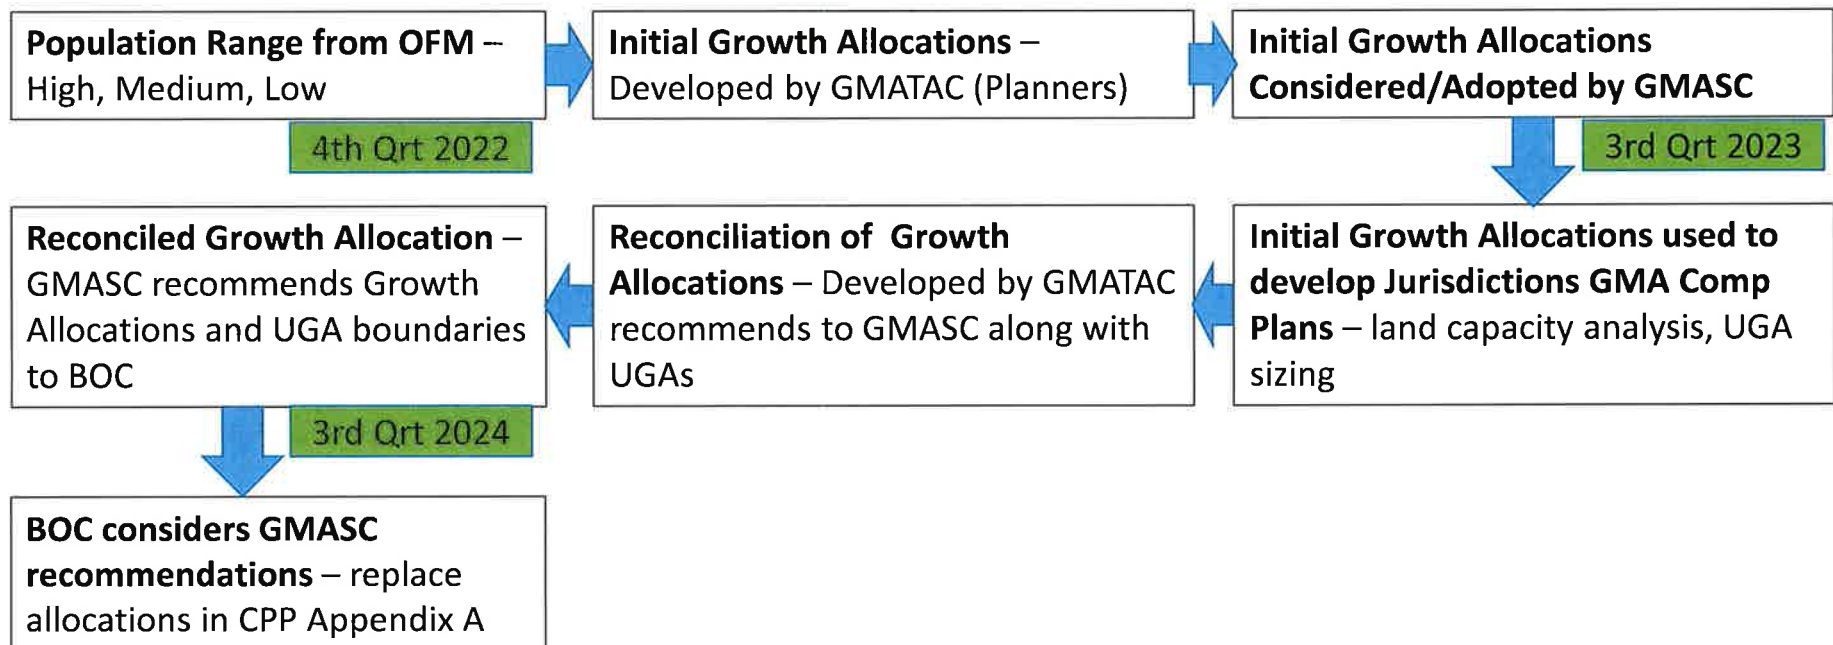 Population Range from OFM –
High, Medium, Low
4th Qrt 2022
Initial Growth Allocations –
Developed by GMATAC (Planners)
Initial Growth Allocations
Considered/Adopted by GMASC
3rd Qrt 2023
Initial Growth Allocations used to
develop Jurisdictions GMA Comp
Plans – land capacity analysis, UGA
sizing
Reconciliation of Growth
Allocations – Developed by GMATAC
recommends to GMASC along with
UGAs
Reconciled Growth Allocation –
GMASC recommends Growth
Allocations and UGA boundaries
to BOC
3rd Qrt 2024
BOC considers GMASC
recommendations – replace
allocations in CPP Appendix A